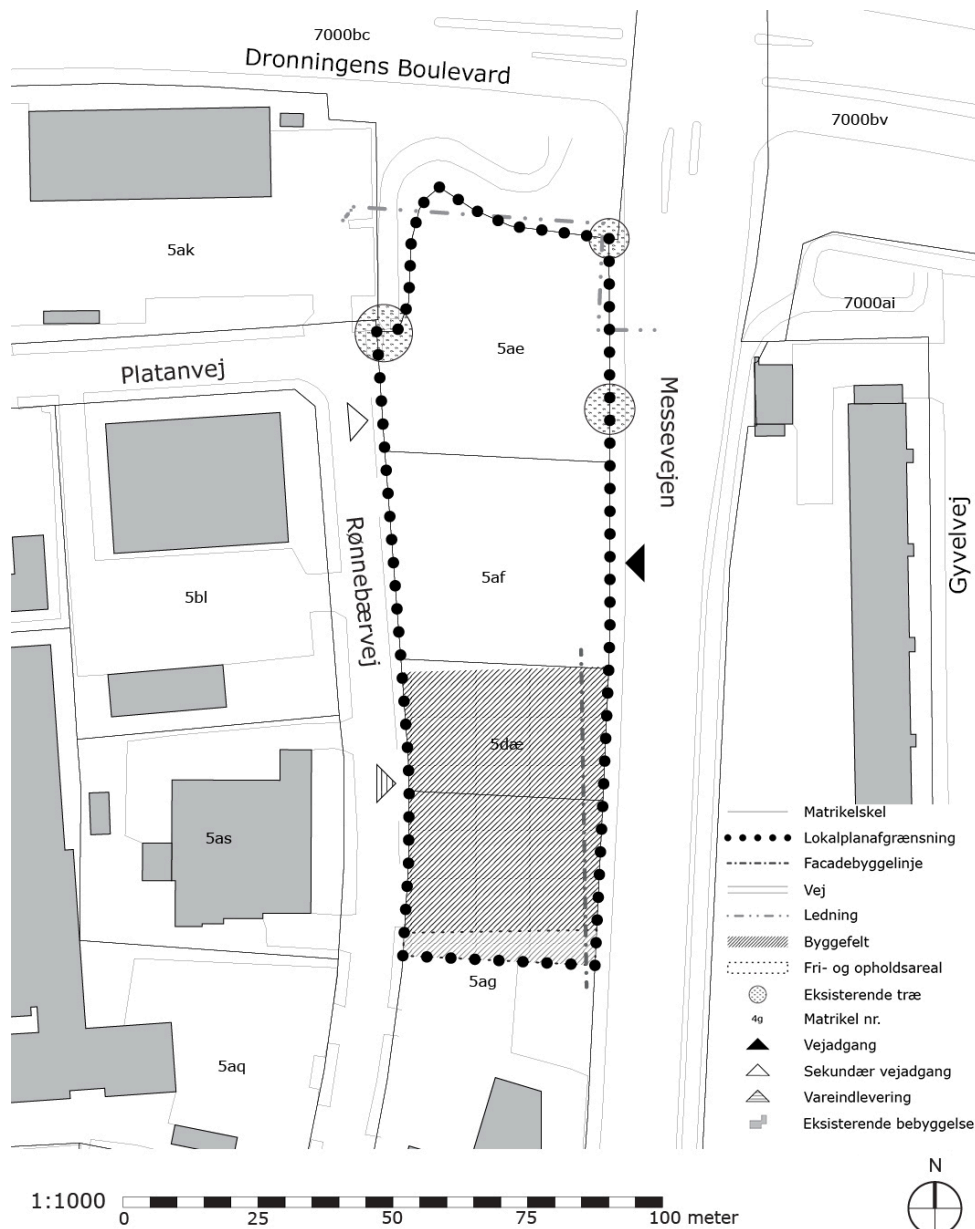 7000bc
Dronningens Boulevard
7000bv
5ak
7000ai
5ae
Platanvej
Messevejen
Rønnebærvej
5af
Gyvelvej
5bl
5dæ
5as
5ag
5aq
Matrikelskel
Lokalplanafgrænsning
Facadebyggelinje
Vej
Ledning
Byggefelt
Fri- og opholdsareal
Eksisterende træ
4g Matrikel nr.
Vejadgang
Sekundær vejadgang
Vareindlevering
Eksisterende bebyggelse
N
1:1000
0 25 50 75 100 meter